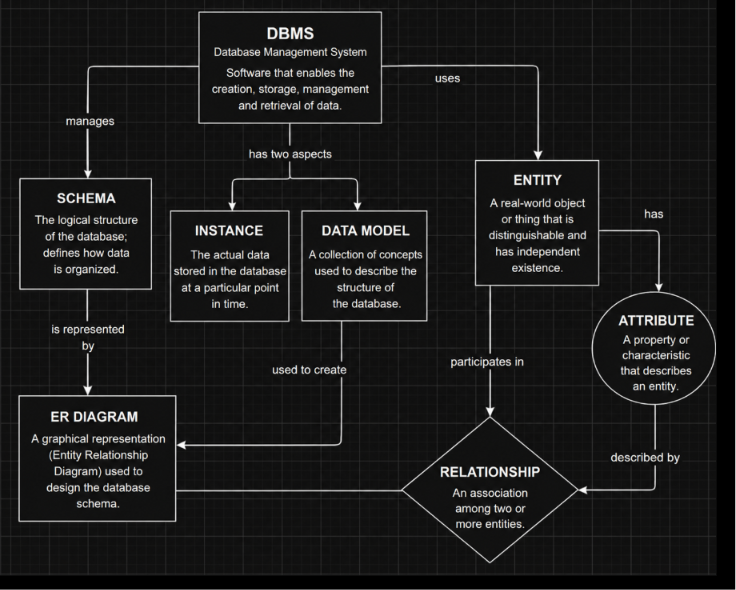 DBMS
Database Management System
Software that enables the
creation, storage, management
and retrieval of data.
uses
manages
has two aspects
SCHEMA
The logical structure
of the database;
defines how data
is organized.
INSTANCE
The actual data
stored in the database
at a particular point
in time.
DATA MODEL
A collection of concepts
used to describe the
structure of
the database.
ENTITY
A real-world object
or thing that is
distinguishable and
has independent
existence.
has
ATTRIBUTE
A property or
characteristic
that describes
an entity.
is represented
by
used to create
participates in
described by
ER DIAGRAM
A graphical representation
(Entity Relationship
Diagram) used to
design the database
schema.
RELATIONSHIP
An association
among two or
more entities.